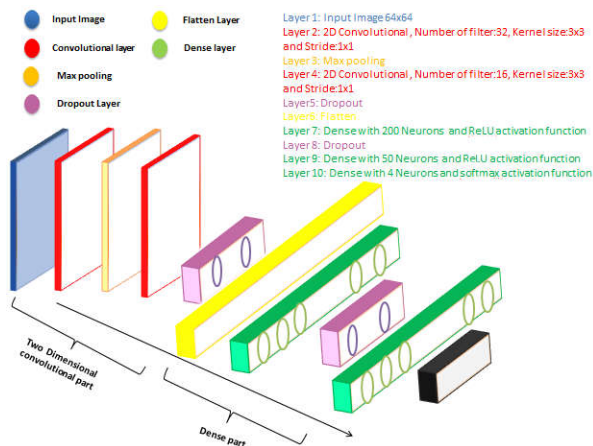 Input Image
Flatten Layer
Convolutional layer
Dense layer
Max pooling
Dropout Layer
Layer 1: Input Image 64x64
Layer 2: 2D Convolutional , Number of filter:32, Kernel size:3x3
and Stride:1x1
Layer 3: Max pooling
Layer 4: 2D Convolutional , Number of filter:16, Kernel size:3x3
and Stride:1x1
Layer5: Dropout
Layer6: Flatten
Layer 7: Dense with 200 Neurons and ReLU activation function
Layer 8: Dropout
Layer 9: Dense with 50 Neurons and ReLU activation function
Layer 10: Dense with 4 Neurons and softmax activation function
Two Dimensional
convolutional part
Dense part